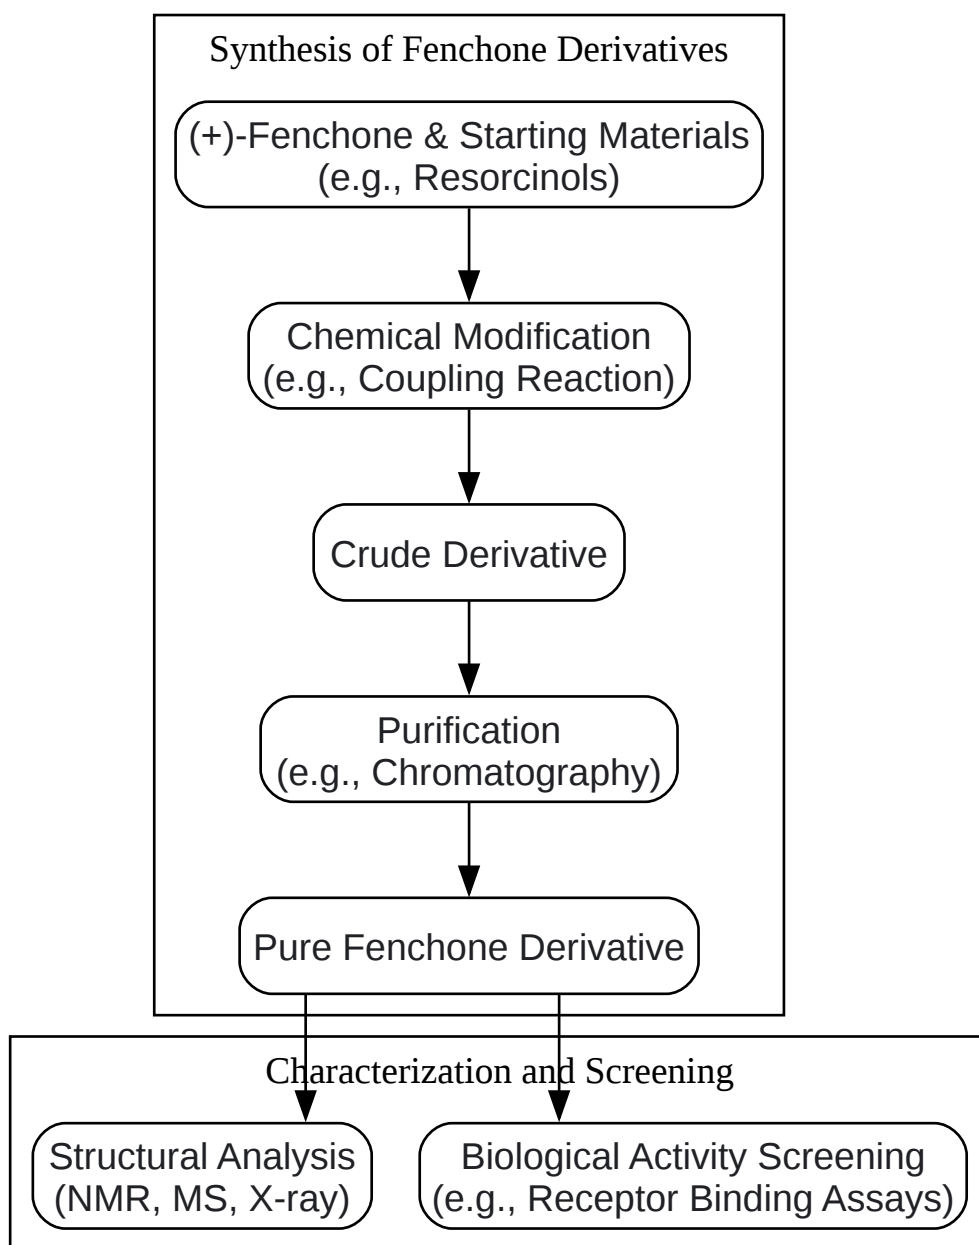 Synthesis of Fenchone Derivatives
(+)-Fenchone & Starting Materials
(e.g., Resorcinols)
Chemical Modification
(e.g., Coupling Reaction)
Crude Derivative
Purification
(e.g., Chromatography)
Pure Fenchone Derivative
Characterization and Screening
Structural Analysis
(NMR, MS, X-ray)
Biological Activity Screening
(e.g., Receptor Binding Assays)